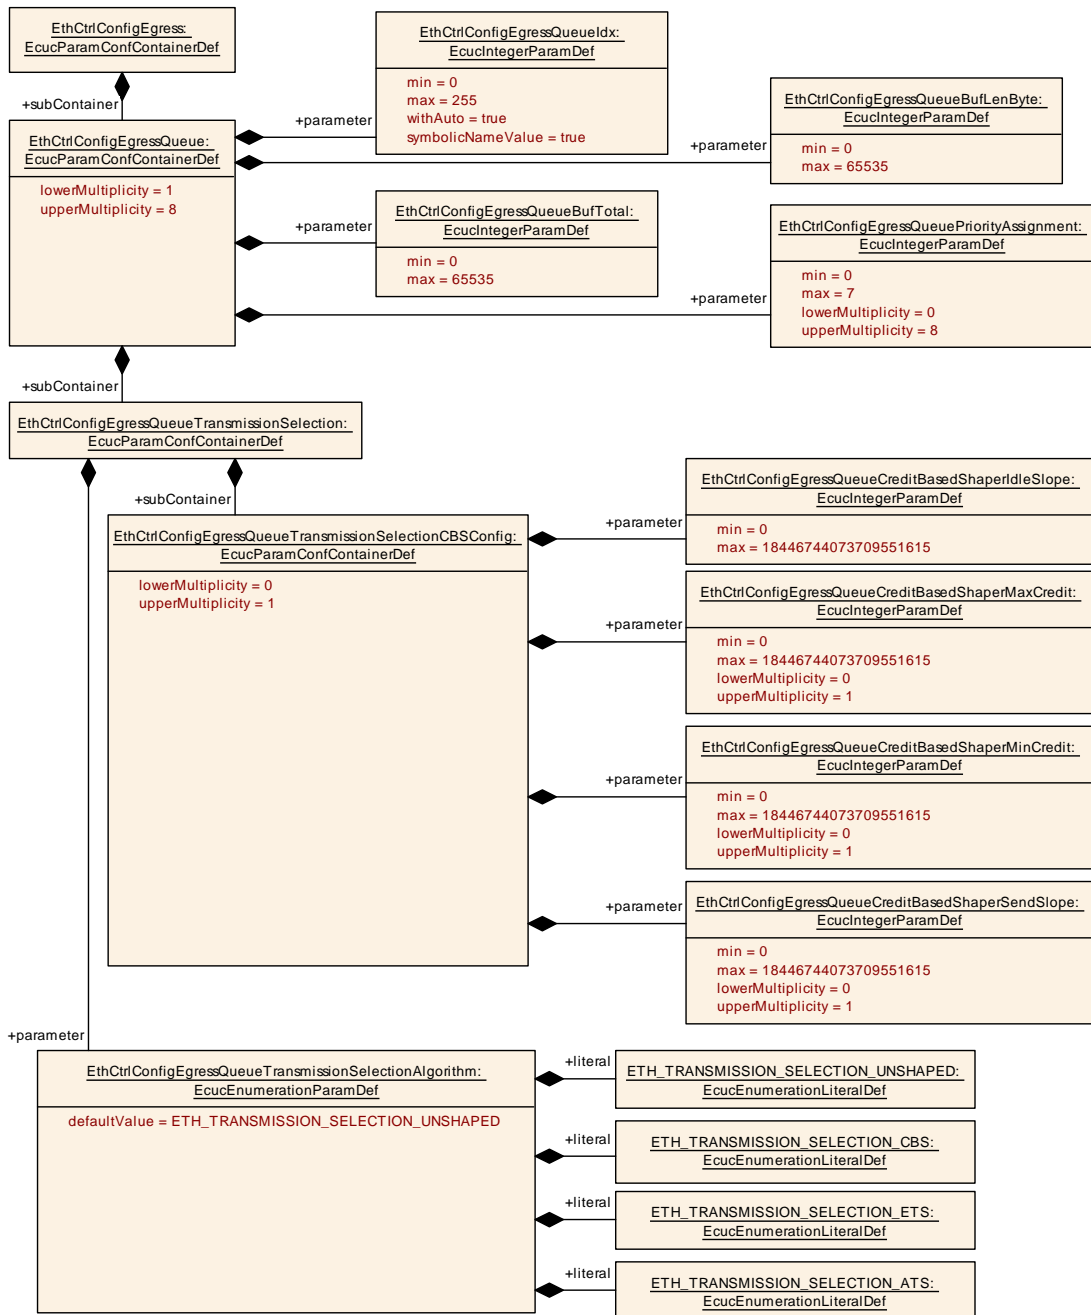 EthCtrlConfigEgress:
EcucParamConfContainerDef
+subContainer
EthCtrlConfigEgressQueue:
EcucParamConfContainerDef
lowerMultiplicity = 1
upperMultiplicity = 8
+parameter
EthCtrlConfigEgressQueueIdx:
EcucIntegerParamDef
min = 0
max = 255
withAuto = true
symbolicNameValue = true
+parameter
EthCtrlConfigEgressQueueBufLenByte:
EcucIntegerParamDef
min = 0
max = 65535
+parameter
EthCtrlConfigEgressQueueBufTotal:
EcucIntegerParamDef
min = 0
max = 65535
+parameter
EthCtrlConfigEgressQueuePriorityAssignment:
EcucIntegerParamDef
min = 0
max = 7
lowerMultiplicity = 0
upperMultiplicity = 8
+subContainer
EthCtrlConfigEgressQueueTransmissionSelection:
EcucParamConfContainerDef
+subContainer
EthCtrlConfigEgressQueueTransmissionSelectionCBSConfig:
EcucParamConfContainerDef
lowerMultiplicity = 0
upperMultiplicity = 1
+parameter
EthCtrlConfigEgressQueueCreditBasedShaperIdleSlope:
EcucIntegerParamDef
min = 0
max = 18446744073709551615
+parameter
EthCtrlConfigEgressQueueCreditBasedShaperMaxCredit:
EcucIntegerParamDef
min = 0
max = 18446744073709551615
lowerMultiplicity = 0
upperMultiplicity = 1
+parameter
EthCtrlConfigEgressQueueCreditBasedShaperMinCredit:
EcucIntegerParamDef
min = 0
max = 18446744073709551615
lowerMultiplicity = 0
upperMultiplicity = 1
+parameter
EthCtrlConfigEgressQueueCreditBasedShaperSendSlope:
EcucIntegerParamDef
min = 0
max = 18446744073709551615
lowerMultiplicity = 0
upperMultiplicity = 1
+parameter
EthCtrlConfigEgressQueueTransmissionSelectionAlgorithm:
EcucEnumerationParamDef
defaultValue = ETH_TRANSMISSION_SELECTION_UNSHAPED
+literal
ETH_TRANSMISSION_SELECTION_UNSHAPED:
EcucEnumerationLiteralDef
+literal
ETH_TRANSMISSION_SELECTION_CBS:
EcucEnumerationLiteralDef
+literal
ETH_TRANSMISSION_SELECTION_ETS:
EcucEnumerationLiteralDef
+literal
ETH_TRANSMISSION_SELECTION_ATS:
EcucEnumerationLiteralDef